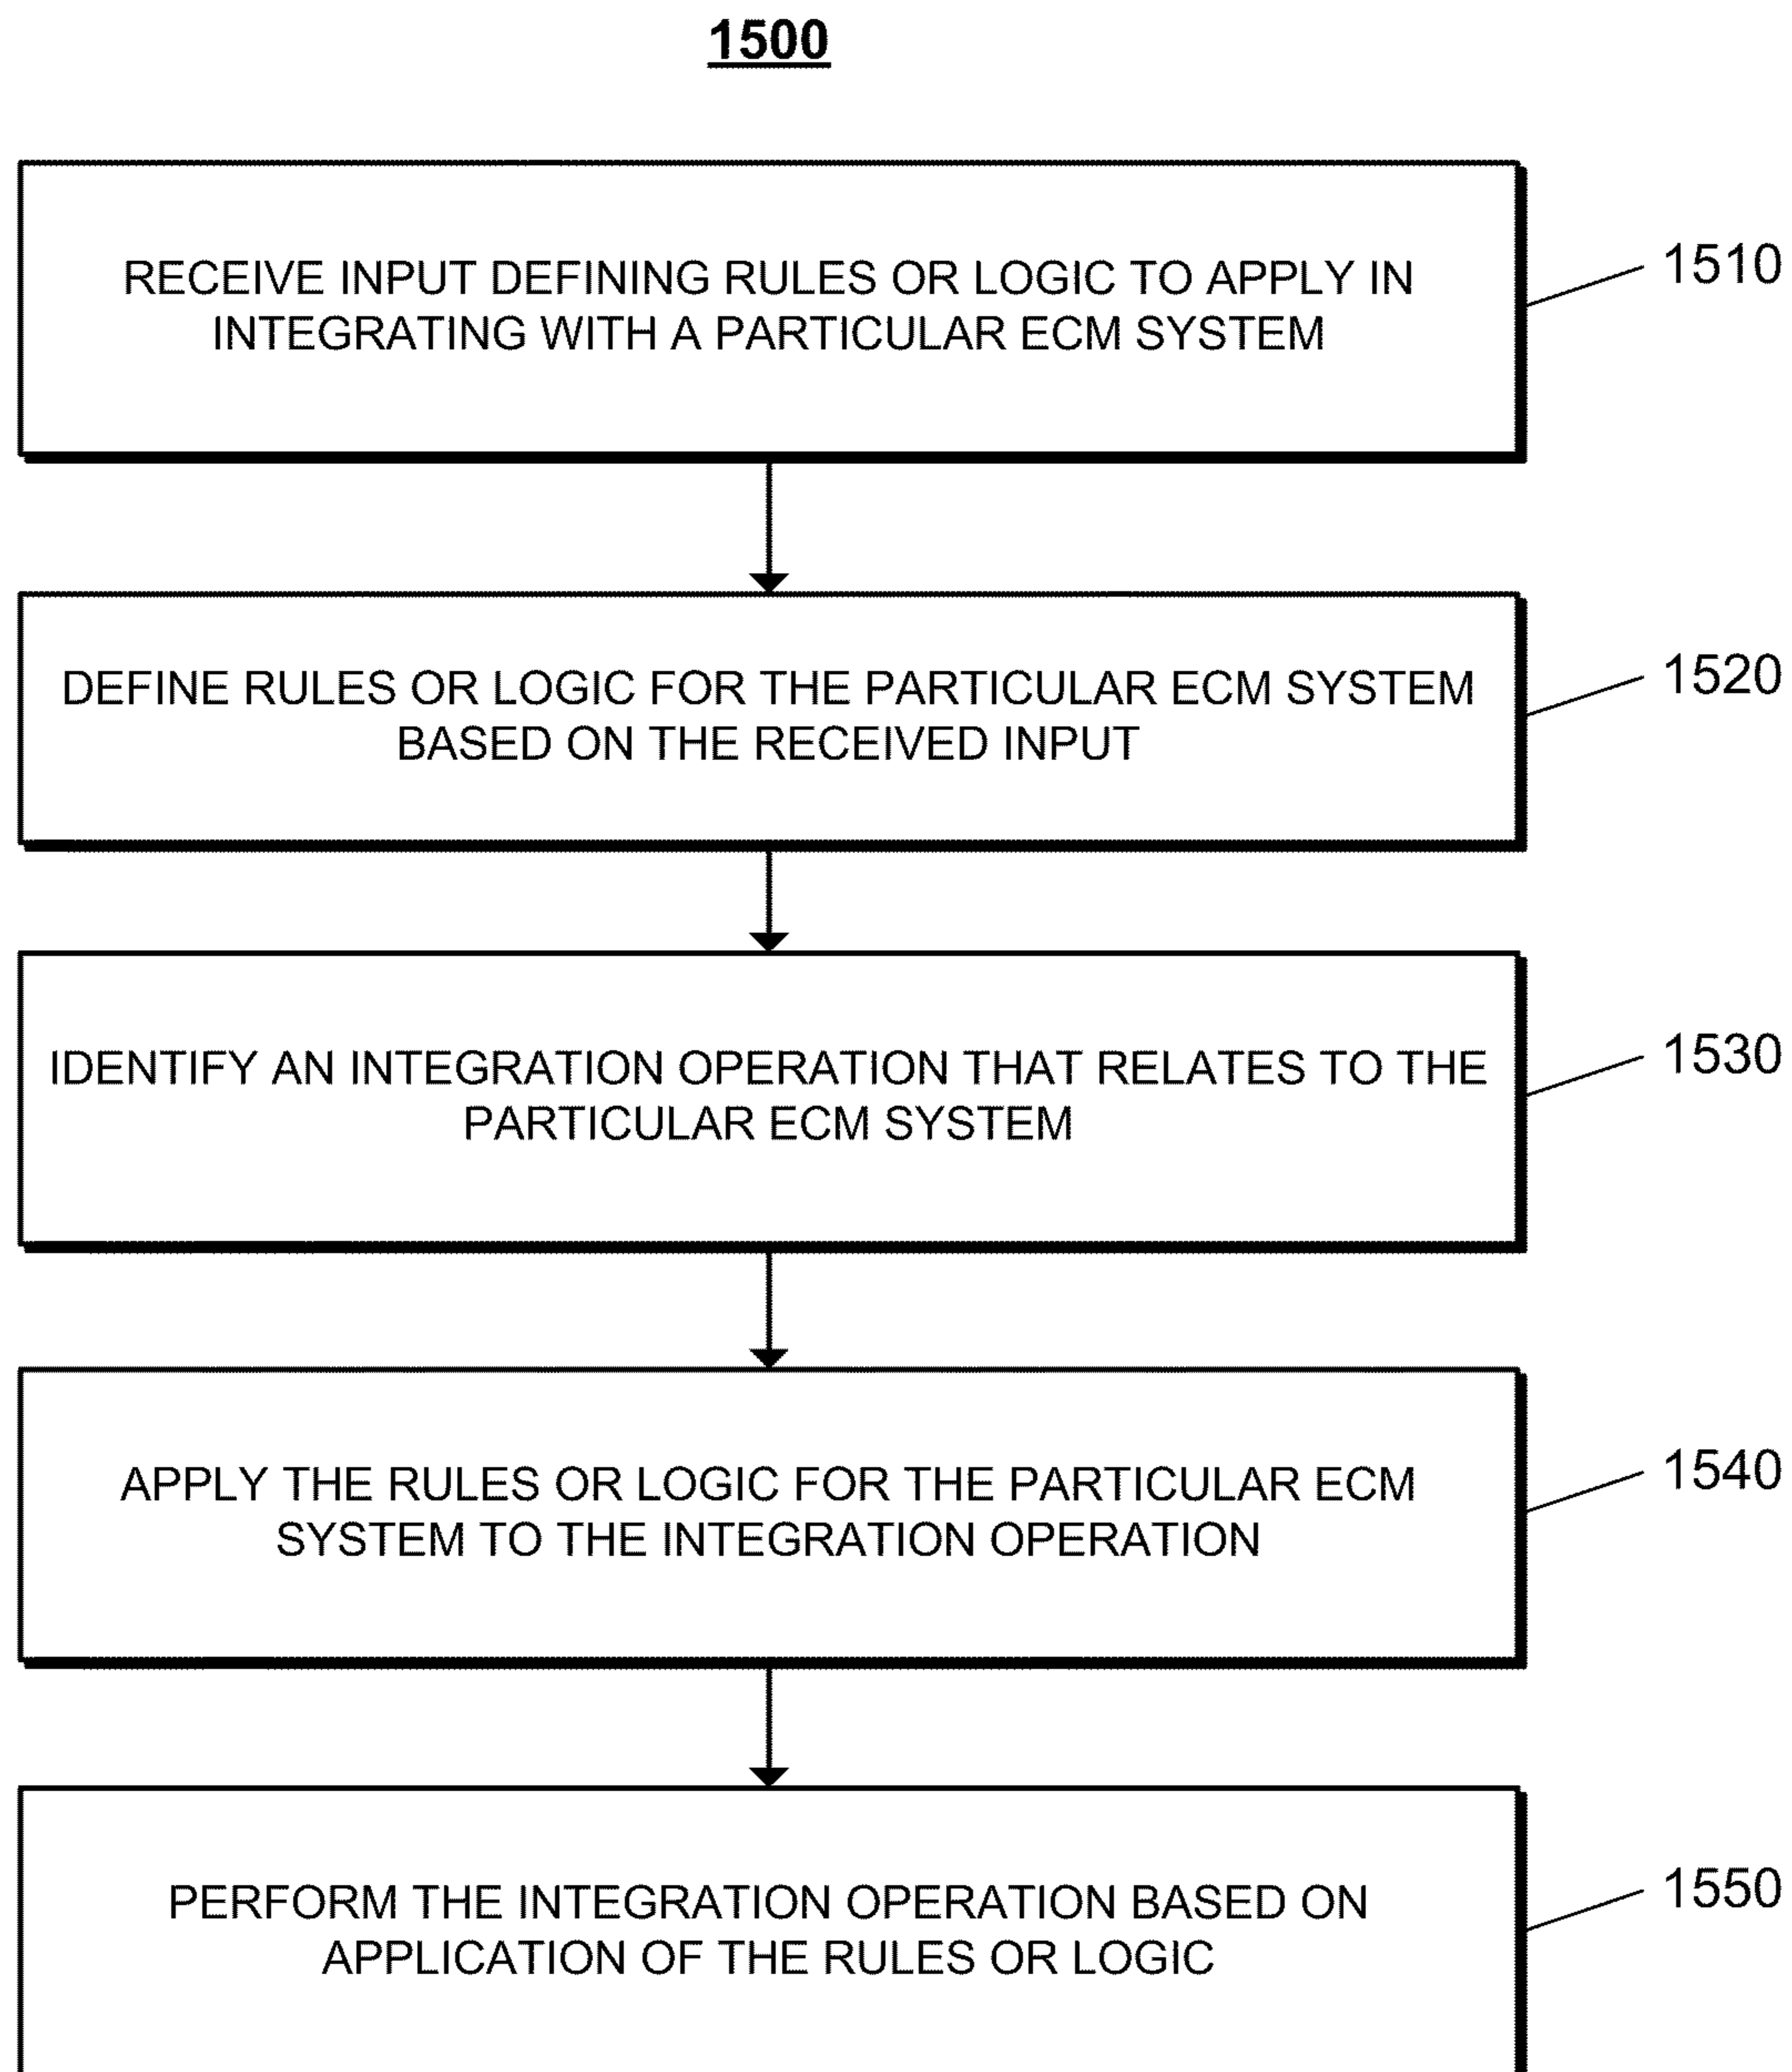 1500
RECEIVE INPUT DEFINING RULES OR LOGIC TO APPLY IN
INTEGRATING WITH A PARTICULAR ECM SYSTEM
1510
DEFINE RULES OR LOGIC FOR THE PARTICULAR ECM SYSTEM
BASED ON THE RECEIVED INPUT
1520
IDENTIFY AN INTEGRATION OPERATION THAT RELATES TO THE
PARTICULAR ECM SYSTEM
1530
APPLY THE RULES OR LOGIC FOR THE PARTICULAR ECM
SYSTEM TO THE INTEGRATION OPERATION
1540
PERFORM THE INTEGRATION OPERATION BASED ON
APPLICATION OF THE RULES OR LOGIC
1550